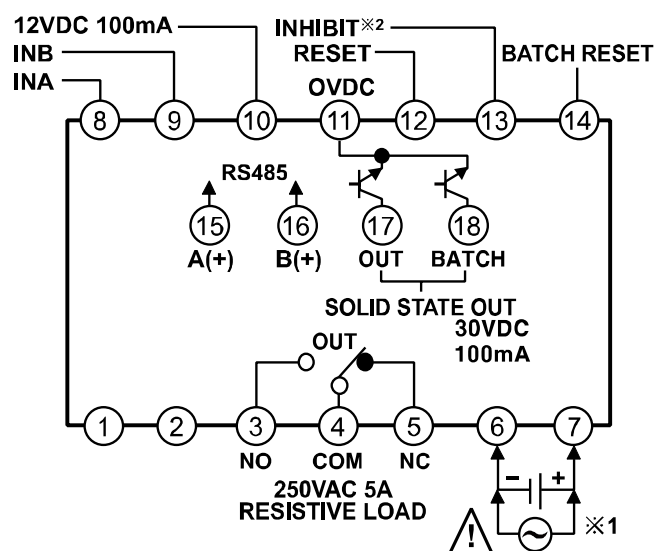 12VDC 100mA
INB
INA
INHIBIT※2
RESET
OVDC
BATCH RESET
8 9 10 11 12 13 14
RS485
15 16 17 18
A(+) B(+) OUT BATCH
SOLID STATE OUT
30VDC
100mA
OUT
1 2 3 4 5 6 7
NO COM NC
250VAC 5A
RESISTIVE LOAD
- +
! ※1